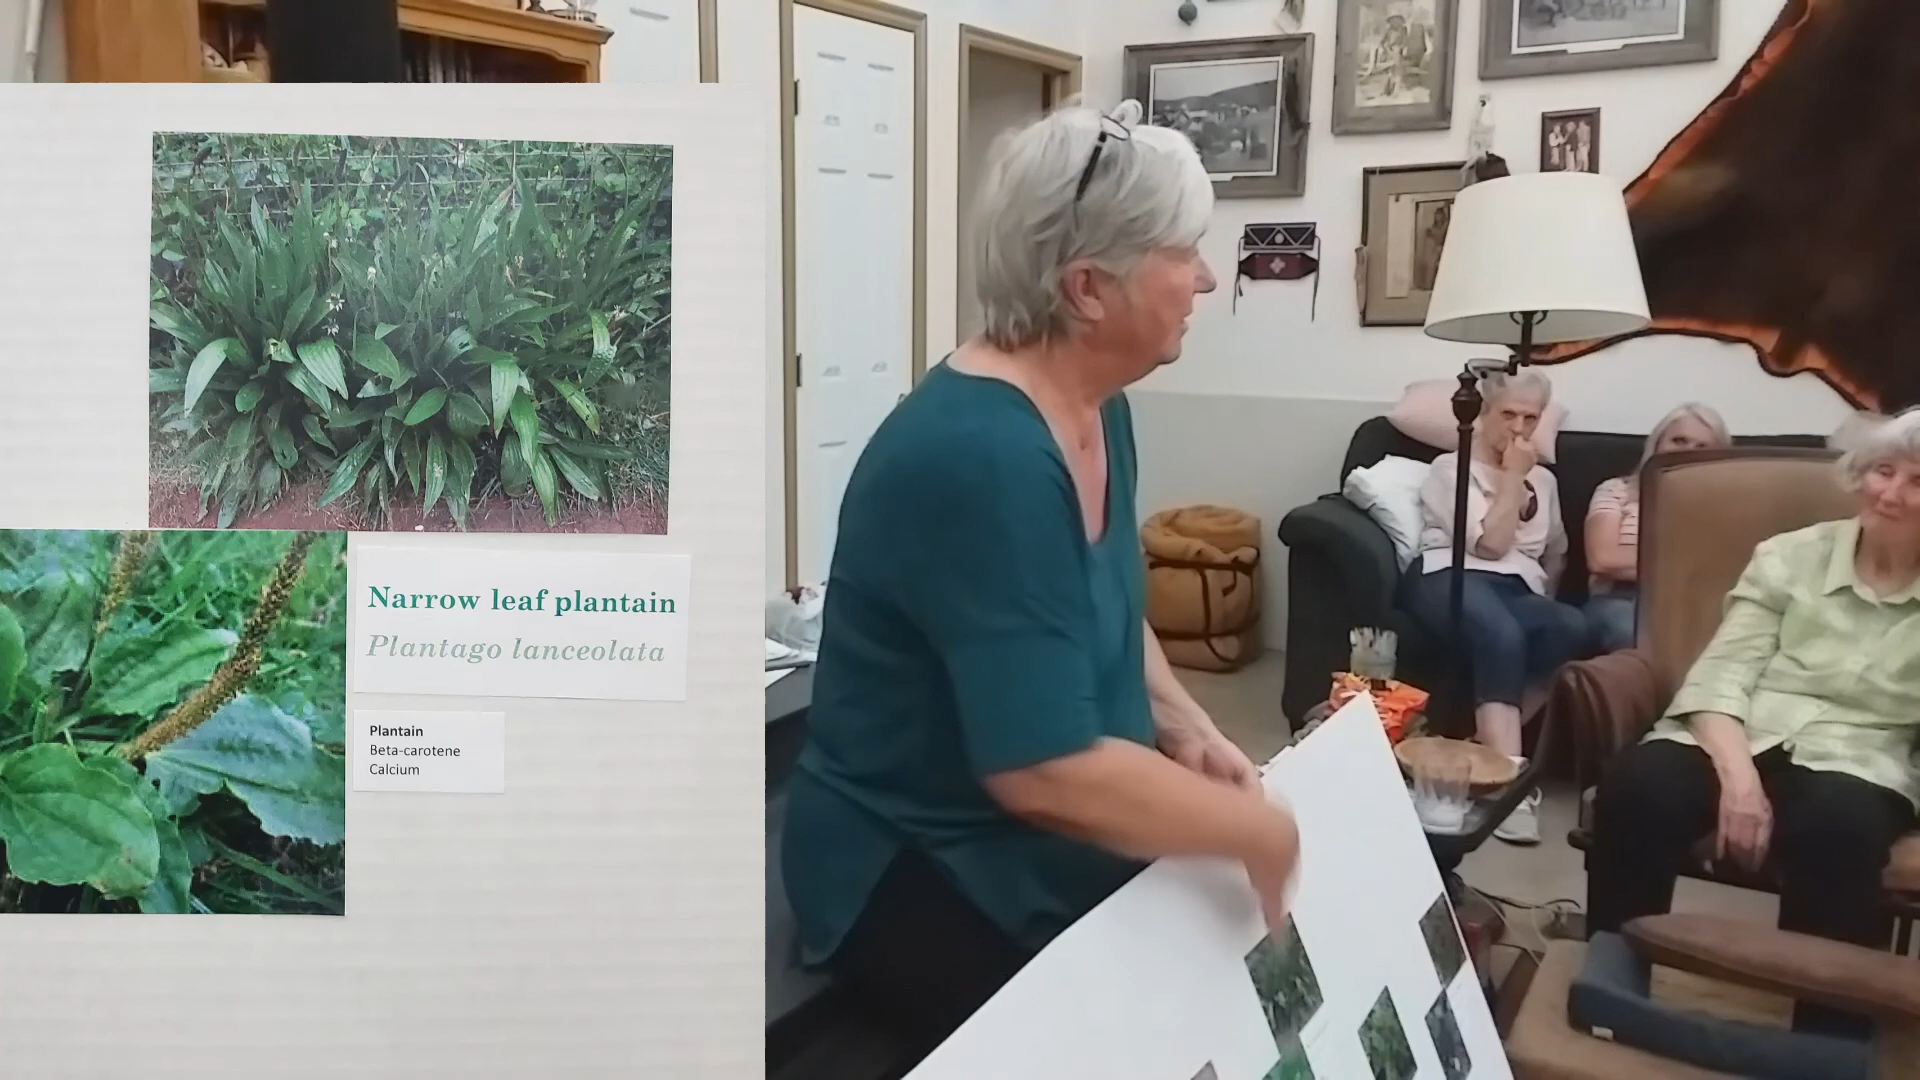 Narrow leaf plantain
Plantago lanceolata
Plantain
Beta-carotene
Calcium